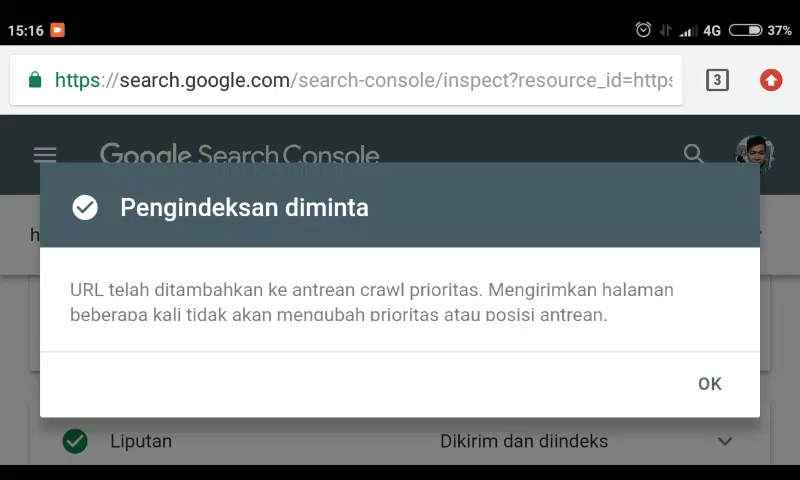 15:16
4G 37%
https://search.google.com/search-console/inspect?resource_id=https
3
Google Search Console
Pengindeksan diminta
URL telah ditambahkan ke antrean crawl prioritas. Mengirimkan halaman
beberapa kali tidak akan mengubah prioritas atau posisi antrean.
OK
Liputan Dikirim dan diindeks